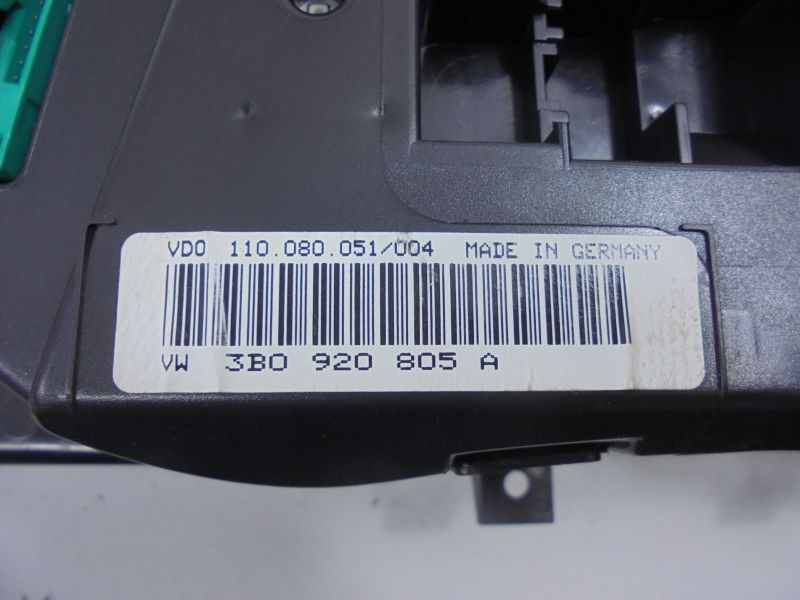 VDO 110.080.051/004 MADE IN GERMANY
VW 3B0 920 805 A